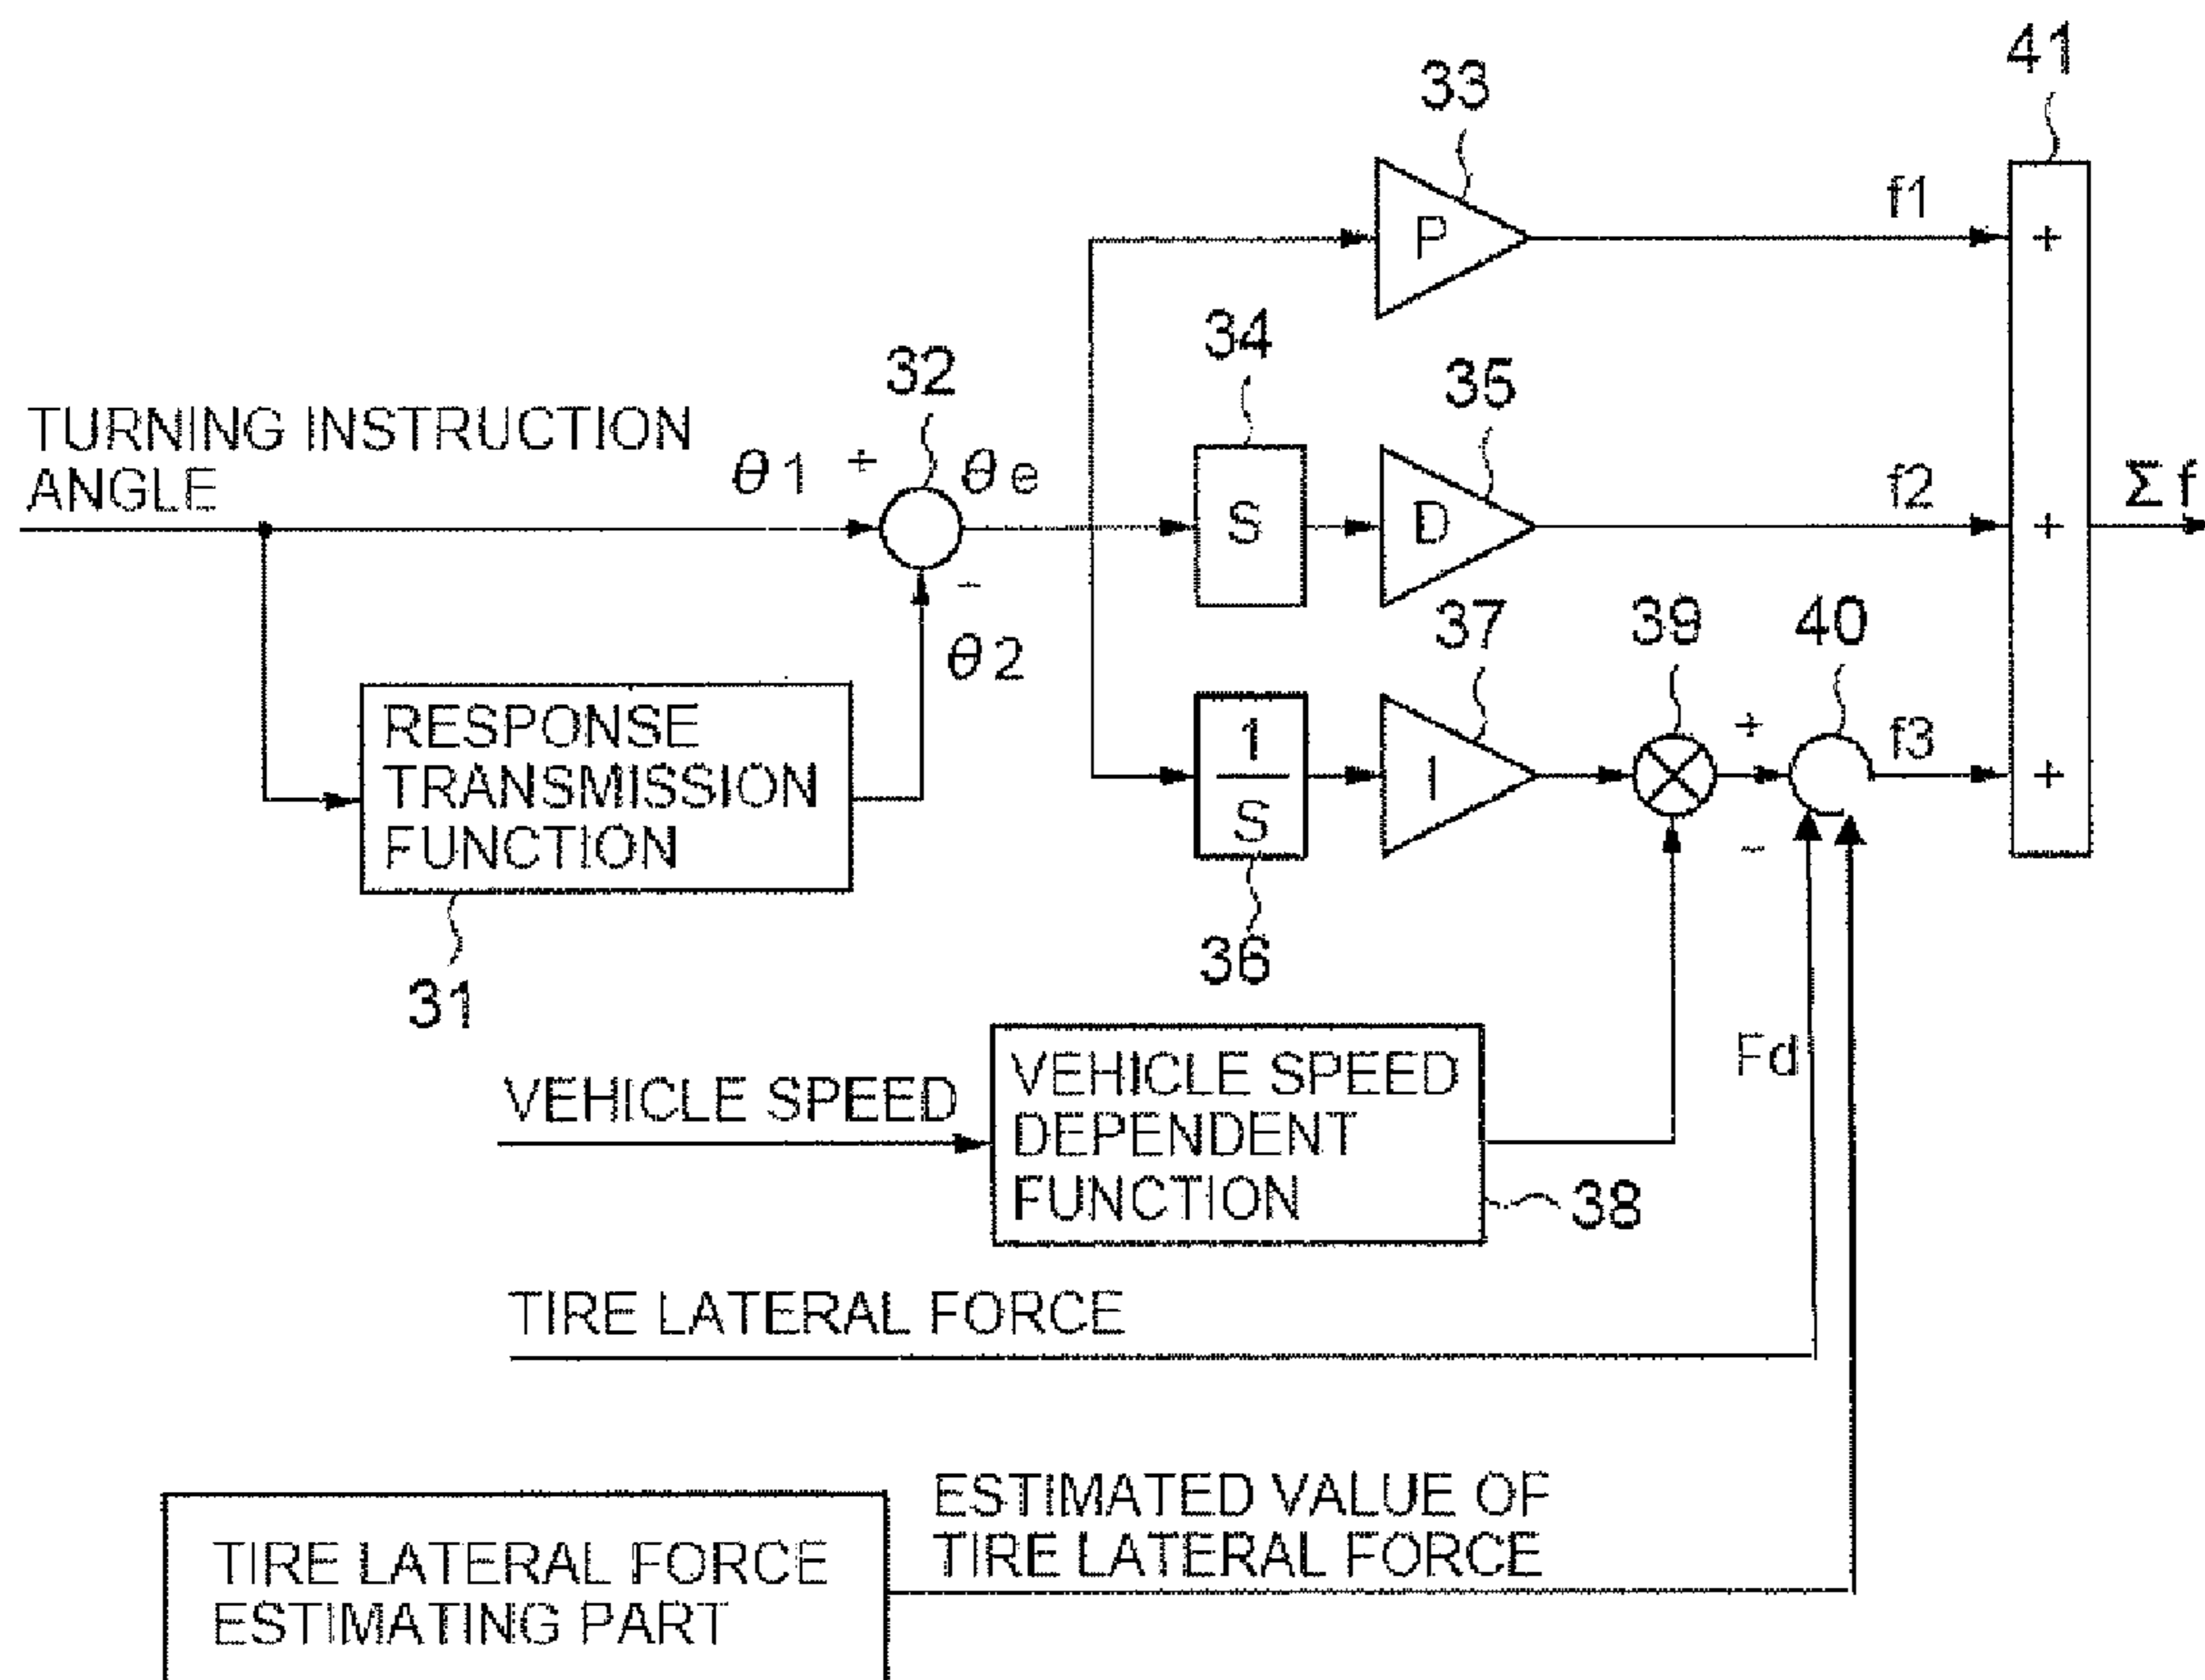 41
33
f1
P
+
34
35
32
TURNING INSTRUCTION
ANGLE
θ1
+
θe
S
D
f2
+
Σf
-
θ2
37
39
40
RESPONSE
TRANSMISSION
FUNCTION
1
S
I
+
f3
+
-
36
31
VEHICLE SPEED
VEHICLE SPEED
DEPENDENT
FUNCTION
Fd
38
TIRE LATERAL FORCE
ESTIMATED VALUE OF
TIRE LATERAL FORCE
TIRE LATERAL FORCE
ESTIMATING PART